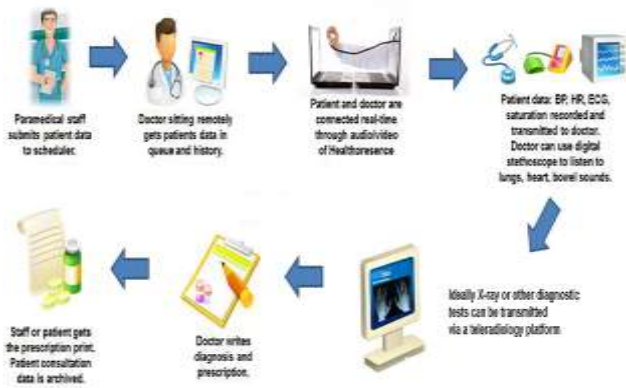 Paramedical staff
submits patient data
to scheduler.
Doctor sitting remotely
gets patients data in
queue and history.
Patient and doctor are
connected real-time
through audio/video
of Healthpresence
Patient data: BP, HR, ECG,
saturation recorded and
transmitted to doctor.
Doctor can use digital
stethoscope to listen to
lungs, heart, bowel sounds.
Ideally X-ray or other diagnostic
tests can be transmitted
via a teleradiology platform
Doctor writes
diagnosis and
prescription.
Staff or patient gets
the prescription print.
Patient consultation
data is archived.